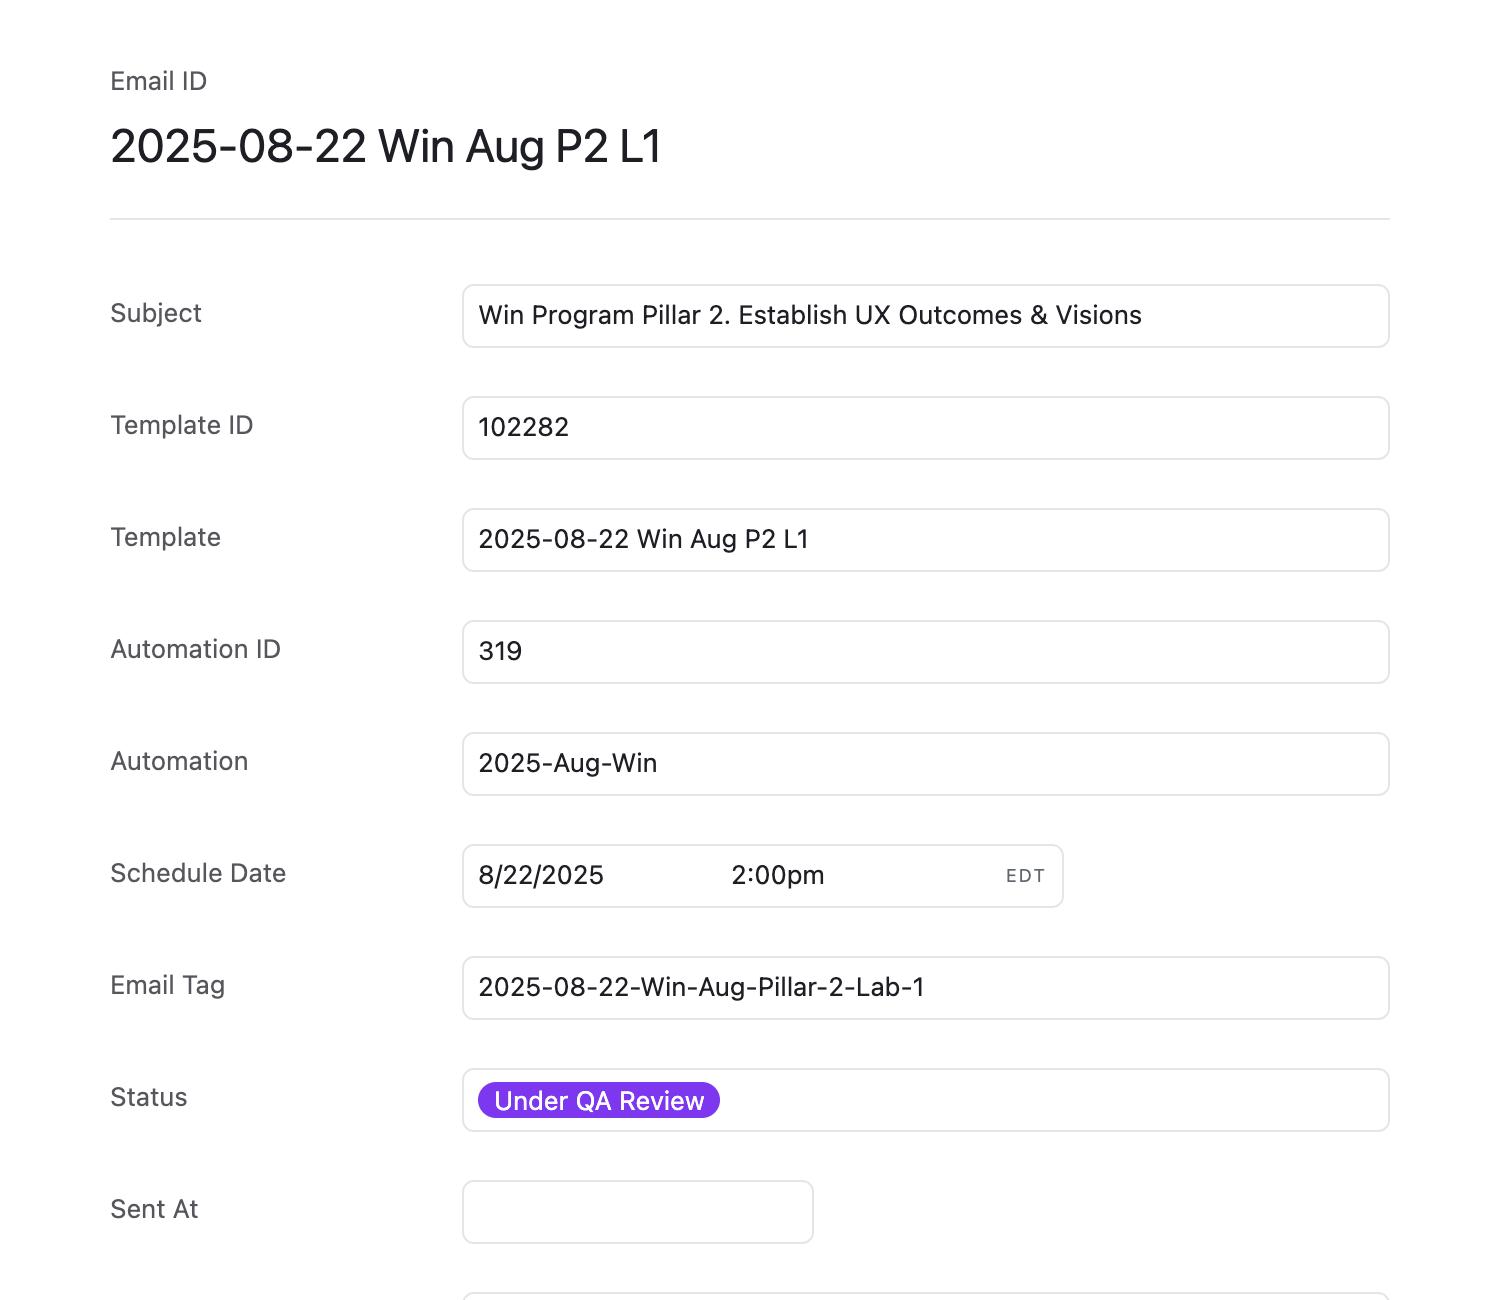 Email ID
2025-08-22 Win Aug P2 L1
Subject
Win Program Pillar 2. Establish UX Outcomes & Visions
Template ID
102282
Template
2025-08-22 Win Aug P2 L1
Automation ID
319
Automation
2025-Aug-Win
Schedule Date
8/22/2025 2:00pm EDT
Email Tag
2025-08-22-Win-Aug-Pillar-2-Lab-1
Status
Under QA Review
Sent At